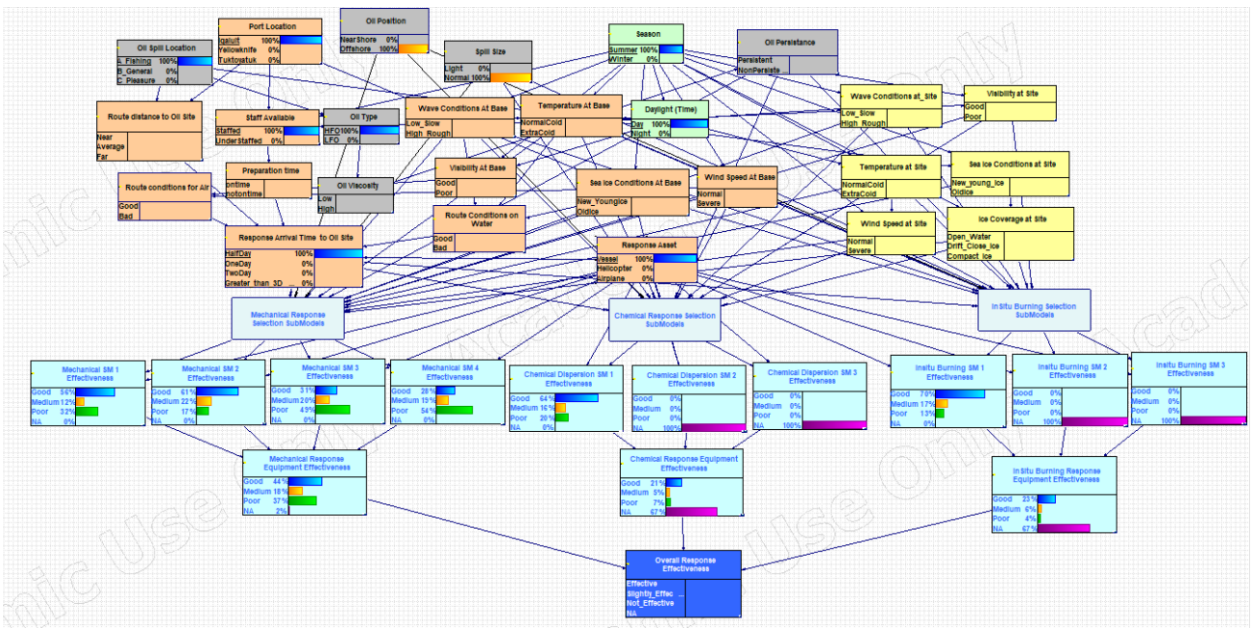 Oil Spill Location
A_Fishing 100%
B_General 0%
C_Pleasure 0%
Port Location
Iqaluit 100%
Yellowknife 0%
Tuktoyatuk 0%
Oil Position
NearShore 0%
Offshore 100%
Spill Size
Light 0%
Normal 100%
Season
Summer 100%
Winter 0%
Oil Persistance
Persistent
NonPersiste ...
Route distance to Oil Site
Near
Average
Far
Staff Available
Staffed 100%
UnderStaffed 0%
Oil Type
HFO 100%
LFO 0%
Wave Conditions At Base
Low_Slow
High_Rough
Temperature At Base
NormalCold
ExtraCold
Daylight (Time)
Day 100%
Night 0%
Wave Conditions at_Site
Low_Slow
High_Rough
Visibility at Site
Good
Poor
Route conditions for Air
Good
Bad
Preparation time
ontime
notontime
Oil Viscosity
Low
High
Visibility At Base
Good
Poor
Sea Ice Conditions At Base
New_YoungIce
OldIce
Wind Speed At Base
Normal
Severe
Temperature at Site
NormalCold
ExtraCold
Sea Ice Conditions at Site
New_young_Ice
OldIce
Route Conditions on
Water
Good
Bad
Wind Speed at Site
Normal
Severe
Ice Coverage at Site
Open_Water
Drift_Close_Ice
Compact_Ice
Response Arrival Time to Oil Site
HalfDay 100%
OneDay 0%
TwoDay 0%
Greater_than_3D ... 0%
Response Asset
Vessel 100%
Helicopter 0%
Airplane 0%
Mechanical Response
Selection SubModels
Chemical Response Selection
SubModels
InSitu Burning Selection
SubModels
Mechanical SM 1
Effectiveness
Good 56%
Medium 12%
Poor 32%
NA 0%
Mechanical SM 2
Effectiveness
Good 61%
Medium 22%
Poor 17%
NA 0%
Mechanical SM 3
Effectiveness
Good 31%
Medium 20%
Poor 49%
NA 0%
Mechanical SM 4
Effectiveness
Good 28%
Medium 15%
Poor 56%
NA 0%
Chemical Dispersion SM 1
Effectiveness
Good 64%
Medium 16%
Poor 20%
NA 0%
Chemical Dispersion SM 2
Effectiveness
Good 0%
Medium 0%
Poor 0%
NA 100%
Chemical Dispersion SM 3
Effectiveness
Good 0%
Medium 0%
Poor 0%
NA 100%
Insitu Burning SM 1
Effectiveness
Good 70%
Medium 17%
Poor 13%
NA 0%
Insitu Burning SM 2
Effectiveness
Good 0%
Medium 0%
Poor 0%
NA 100%
Insitu Burning SM 3
Effectiveness
Good 0%
Medium 0%
Poor 0%
NA 100%
Mechanical Response
Equipment Effectiveness
Good 44%
Medium 18%
Poor 37%
NA 2%
Chemical Response Equipment
Effectiveness
Good 21%
Medium 5%
Poor 7%
NA 67%
InSitu Burning Response
Equipment Effectiveness
Good 23%
Medium 6%
Poor 4%
NA 67%
Overall Response
Effectiveness
Effective
Slightly_Effec ...
Not_Effective
NA